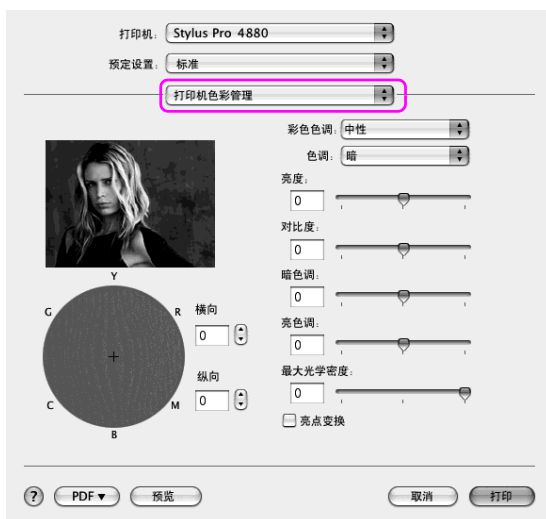 打印机: Stylus Pro 4880
预定设置: 标准
打印机色彩管理
彩色色调: 中性
色调: 暗
亮度:
0
对比度:
0
暗色调:
0
亮色调:
0
最大光学密度:
0
亮点变换
Y
G R
C M
B
横向
0
纵向
0
? PDF▼ 预览 取消 打印